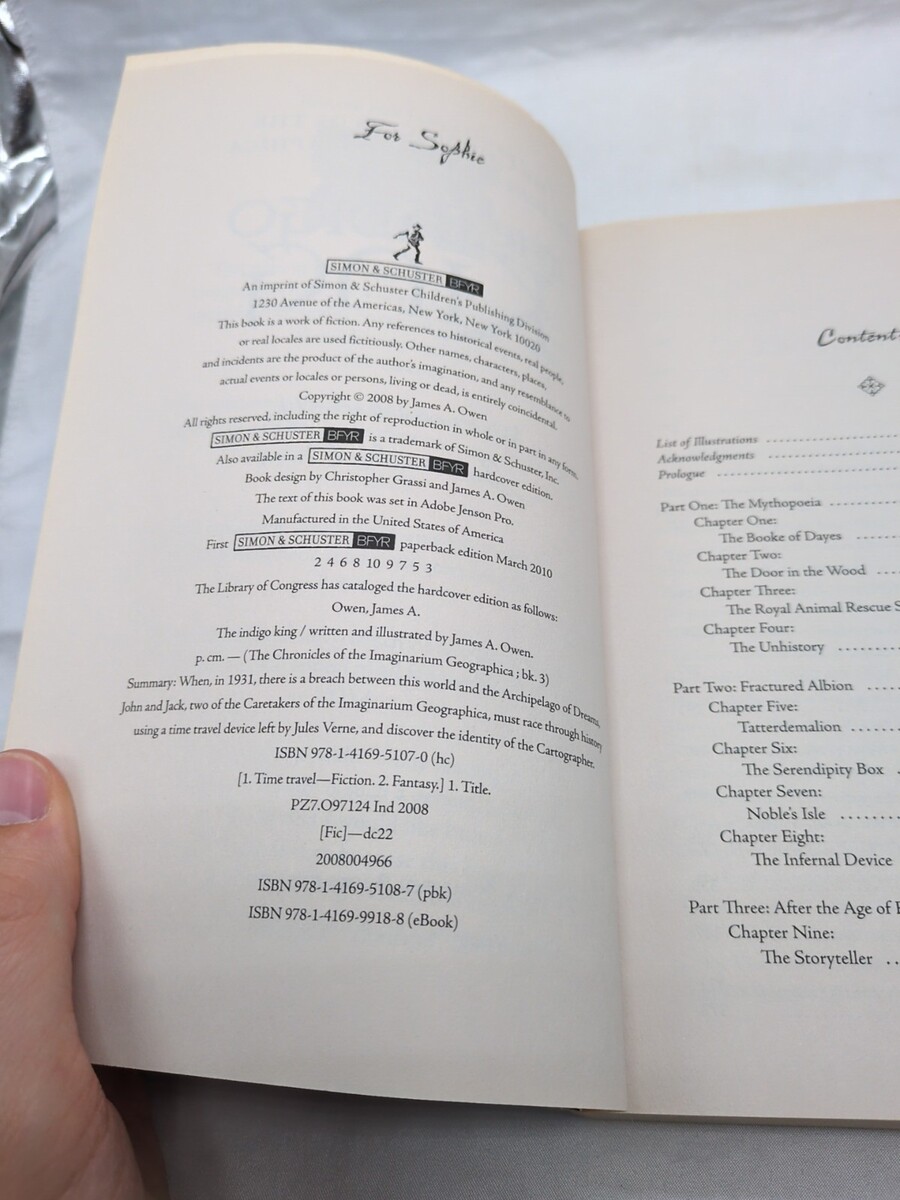 For Sophie
SIMON & SCHUSTER BFYR
An imprint of Simon & Schuster Children's Publishing Division
1230 Avenue of the Americas, New York, New York 10020
This book is a work of fiction. Any references to historical events, real people,
or real locales are used fictitiously. Other names, characters, places,
and incidents are the product of the author's imagination, and any resemblance to
actual events or locales or persons, living or dead, is entirely coincidental.
Copyright © 2008 by James A. Owen
All rights reserved, including the right of reproduction in whole or in part in any form.
SIMON & SCHUSTER BFYR is a trademark of Simon & Schuster, Inc.
Also available in a SIMON & SCHUSTER BFYR hardcover edition.
Book design by Christopher Grassi and James A. Owen
The text of this book was set in Adobe Jenson Pro.
Manufactured in the United States of America
First SIMON & SCHUSTER BFYR paperback edition March 2010
2 4 6 8 10 9 7 5 3
The Library of Congress has cataloged the hardcover edition as follows:
Owen, James A.
The indigo king / written and illustrated by James A. Owen.
p. cm. — (The Chronicles of the Imaginarium Geographica ; bk. 3)
Summary: When, in 1931, there is a breach between this world and the Archipelago of Dreams,
John and Jack, two of the Caretakers of the Imaginarium Geographica, must race through history
using a time travel device left by Jules Verne, and discover the identity of the Cartographer.
ISBN 978-1-4169-5107-0 (hc)
[1. Time travel—Fiction. 2. Fantasy.] 1. Title.
PZ7.O97124 Ind 2008
[Fic]—dc22
2008004966
ISBN 978-1-4169-5108-7 (pbk)
ISBN 978-1-4169-9918-8 (eBook)
Content
List of Illustrations
Acknowledgments
Prologue
Part One: The Mythopoeia
Chapter One:
The Booke of Dayes
Chapter Two:
The Door in the Wood
Chapter Three:
The Royal Animal Rescue S
Chapter Four:
The Unhistory
Part Two: Fractured Albion
Chapter Five:
Tatterdemalion
Chapter Six:
The Serendipity Box
Chapter Seven:
Noble's Isle
Chapter Eight:
The Infernal Device
Part Three: After the Age of
Chapter Nine:
The Storyteller